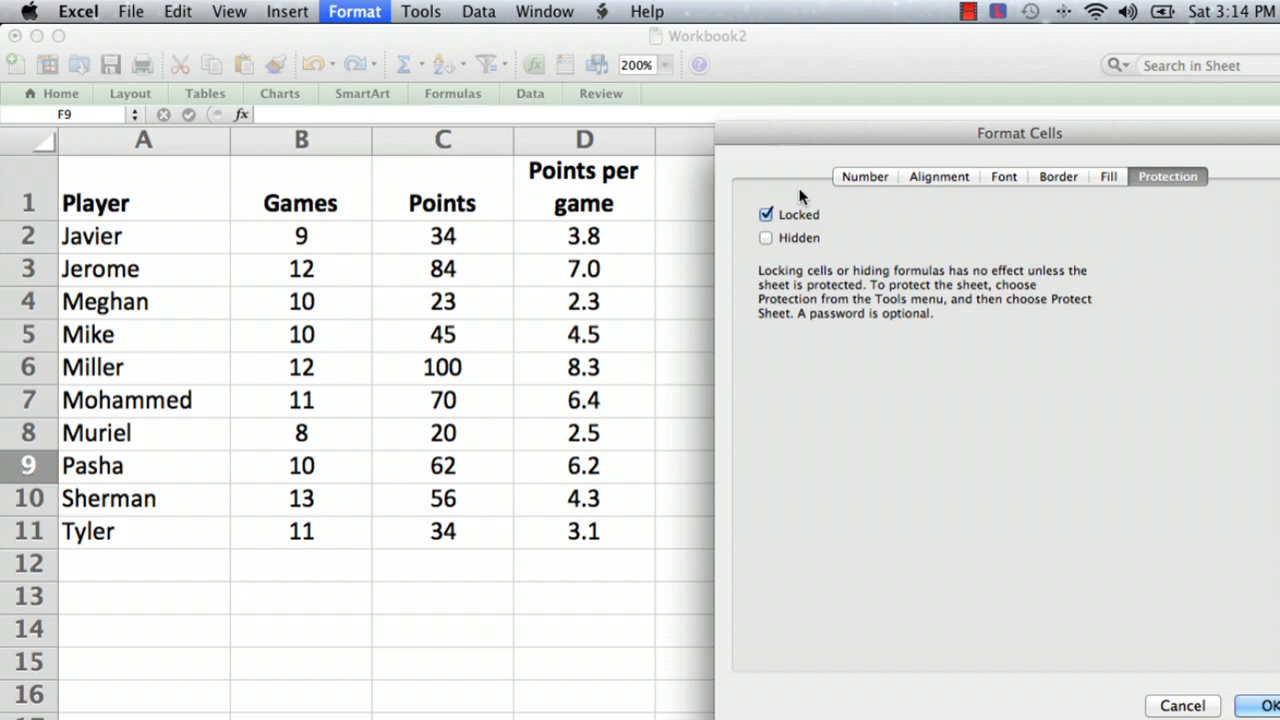 Excel File Edit View Insert Format Tools Data Window Help Sat 3:14 PM
Workbook2
200% Search in Sheet
Home Layout Tables Charts SmartArt Formulas Data Review
F9 fx
A B C D
1 Player Games Points Points per game
2 Javier 9 34 3.8
3 Jerome 12 84 7.0
4 Meghan 10 23 2.3
5 Mike 10 45 4.5
6 Miller 12 100 8.3
7 Mohammed 11 70 6.4
8 Muriel 8 20 2.5
9 Pasha 10 62 6.2
10 Sherman 13 56 4.3
11 Tyler 11 34 3.1
12
13
14
15
16
Format Cells
Number Alignment Font Border Fill Protection
Locked
Hidden
Locking cells or hiding formulas has no effect unless the
sheet is protected. To protect the sheet, choose
Protection from the Tools menu, and then choose Protect
Sheet. A password is optional.
Cancel OK